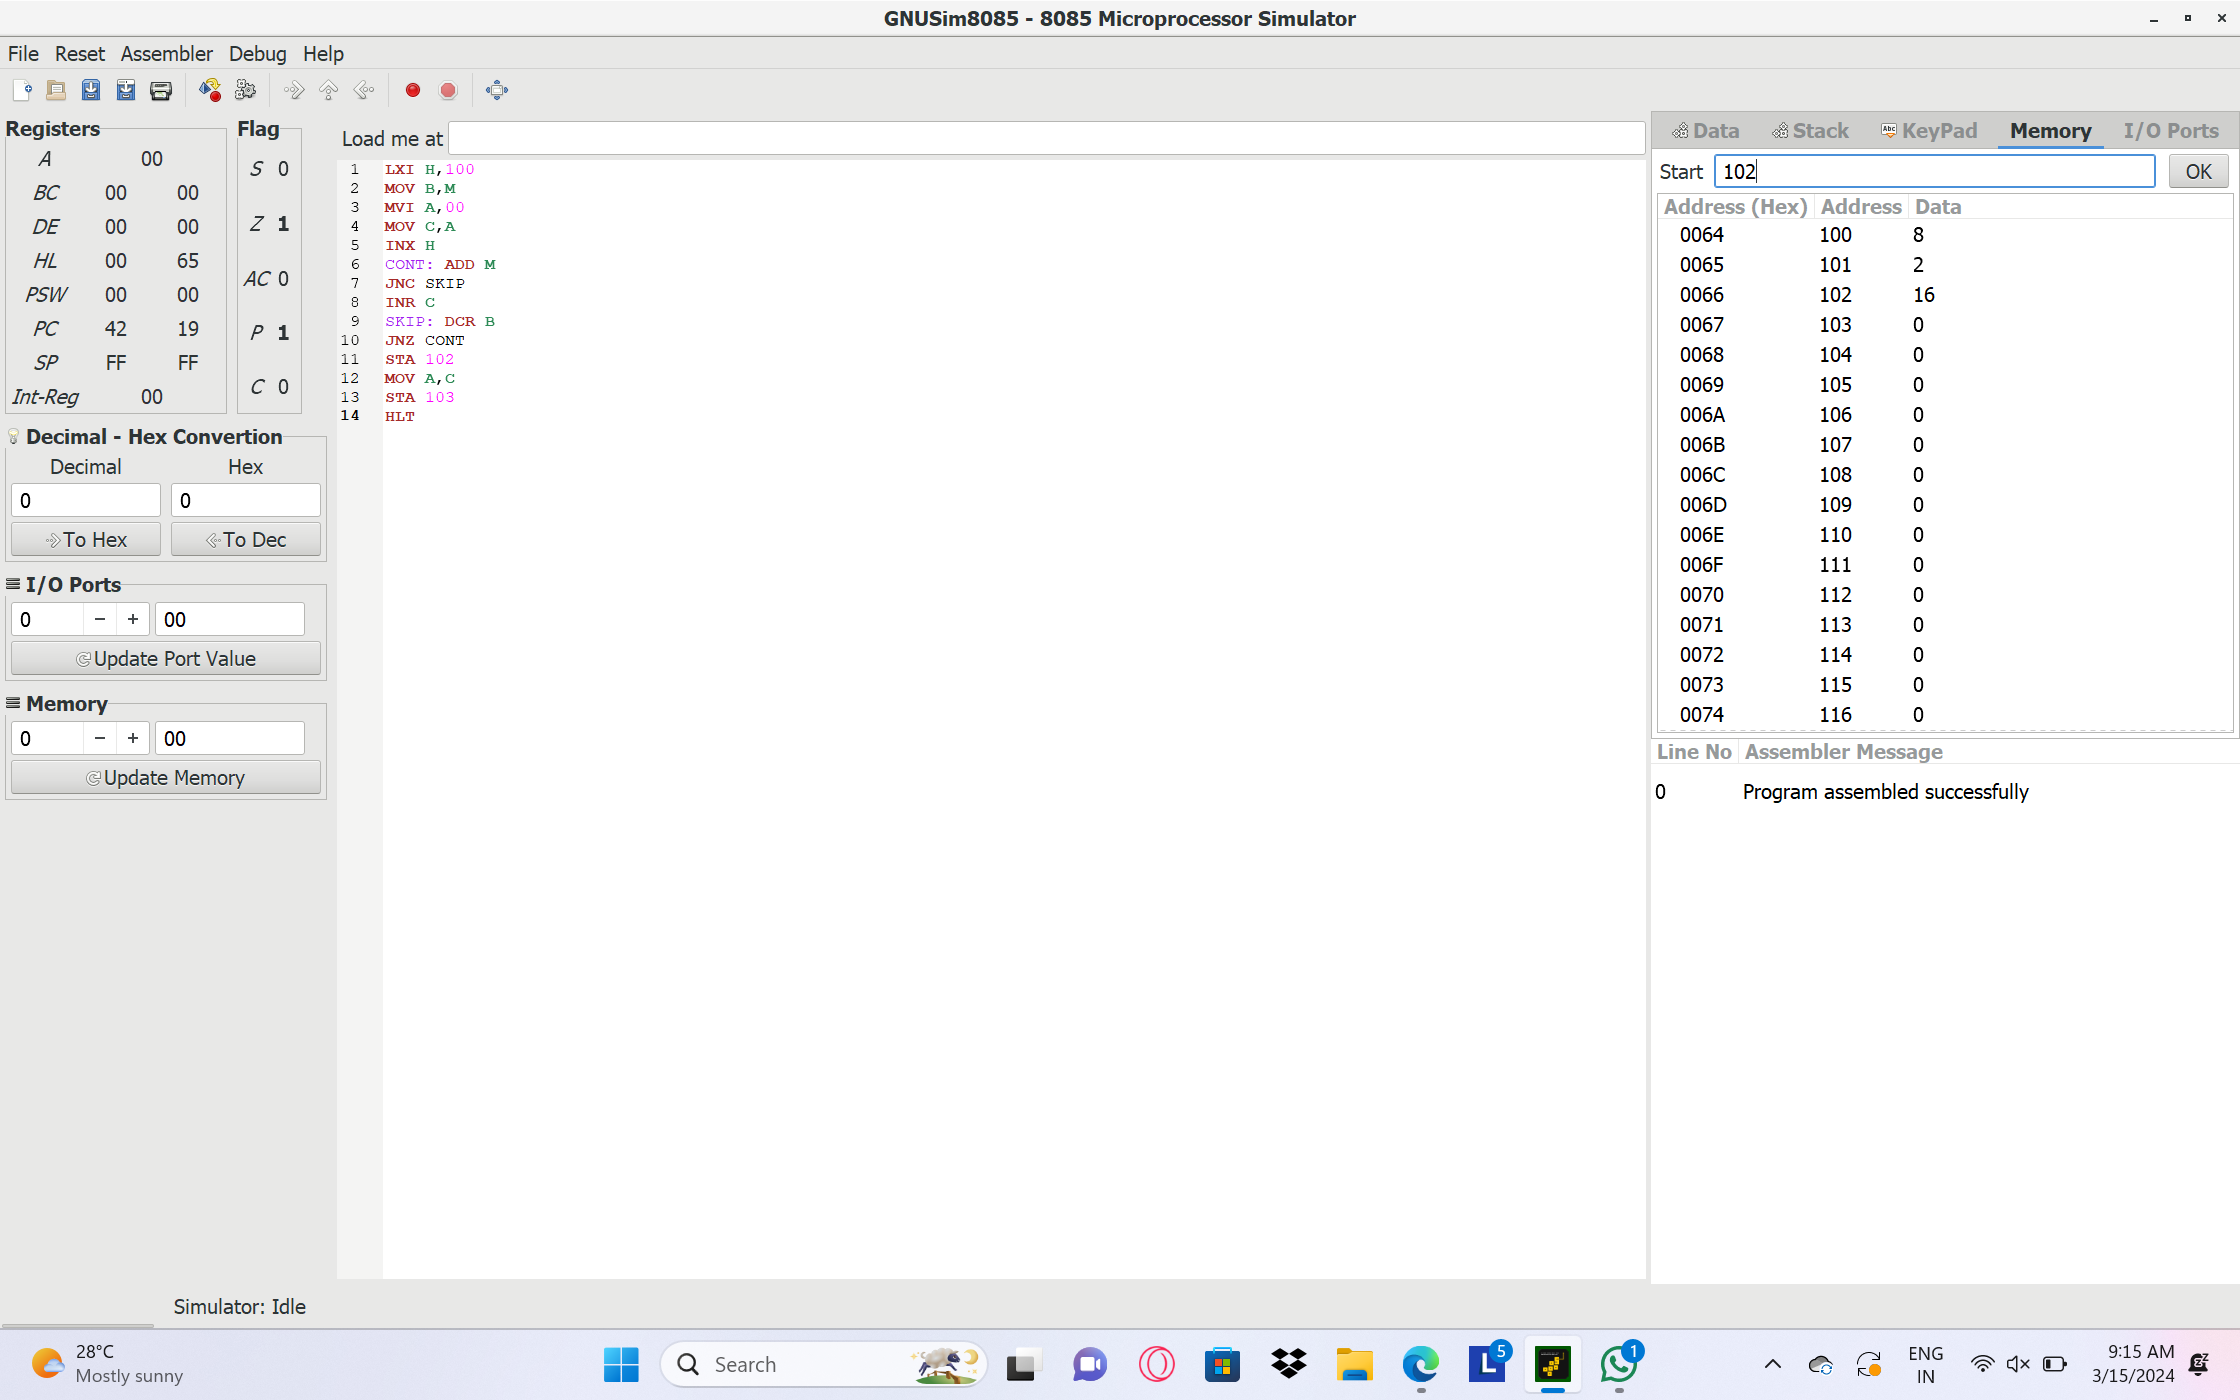 GNUSim8085 - 8085 Microprocessor Simulator
File Reset Assembler Debug Help
Registers
A 00
BC 00 00
DE 00 00
HL 00 65
PSW 00 00
PC 42 19
SP FF FF
Int-Reg 00
Flag
S 0
Z 1
AC 0
P 1
C 0
Decimal - Hex Convertion
Decimal Hex
0 0
To Hex To Dec
I/O Ports
0 − + 00
Update Port Value
Memory
0 − + 00
Update Memory
Load me at
1 LXI H,100
2 MOV B,M
3 MVI A,00
4 MOV C,A
5 INX H
6 CONT: ADD M
7 JNC SKIP
8 INR C
9 SKIP: DCR B
10 JNZ CONT
11 STA 102
12 MOV A,C
13 STA 103
14 HLT
Data Stack Abc KeyPad Memory I/O Ports
Start 102 OK
Address (Hex) Address Data
0064 100 8
0065 101 2
0066 102 16
0067 103 0
0068 104 0
0069 105 0
006A 106 0
006B 107 0
006C 108 0
006D 109 0
006E 110 0
006F 111 0
0070 112 0
0071 113 0
0072 114 0
0073 115 0
0074 116 0
Line No Assembler Message
0 Program assembled successfully
Simulator: Idle
28°C
Mostly sunny
Search
L 5
1
ENG
IN
9:15 AM
3/15/2024